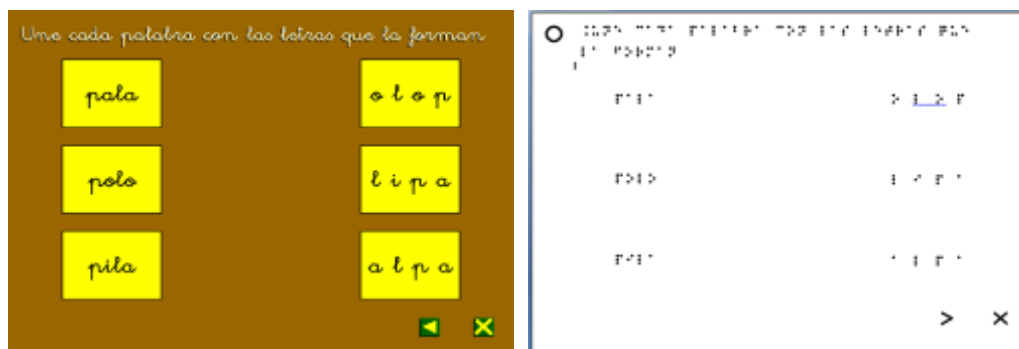 Une cada palabra con las letras que la forman
pala
o l o p
polo
l i p a
pila
a l p a
⠨⠥⠝⠑ ⠉⠁⠙⠁ ⠏⠁⠇⠁⠃⠗⠁ ⠉⠕⠝ ⠇⠁⠎ ⠇⠑⠞⠗⠁⠎ ⠟⠥⠑
⠇⠁ ⠋⠕⠗⠍⠁⠝
⠏⠁⠇⠁
⠕ ⠇ ⠕ ⠏
⠏⠕⠇⠕
⠇ ⠊ ⠏ ⠁
⠏⠊⠇⠁
⠁ ⠇ ⠏ ⠁